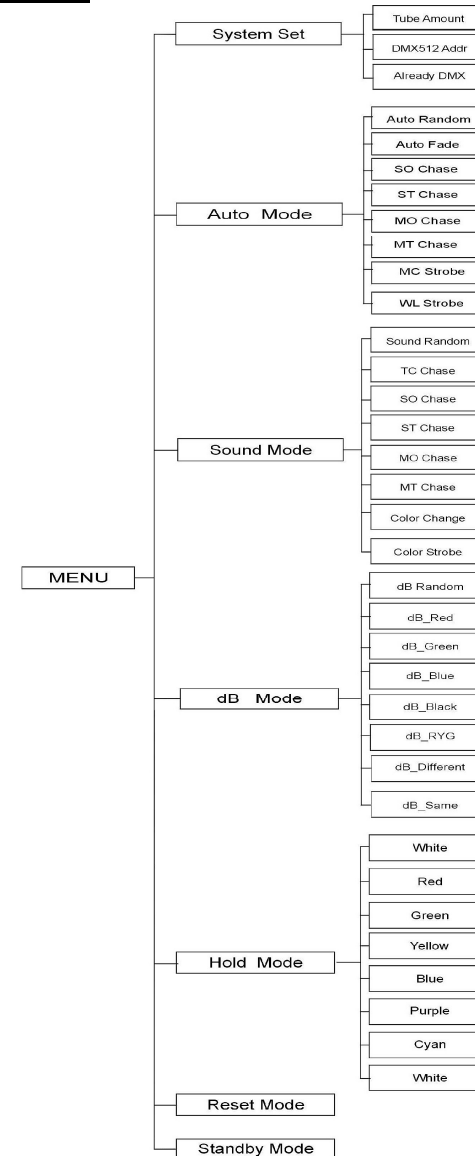 System Set
Tube Amount
DMX512 Addr
Already DMX
Auto Mode
Auto Random
Auto Fade
SO Chase
ST Chase
MO Chase
MT Chase
MC Strobe
WL Strobe
Sound Mode
Sound Random
TC Chase
SO Chase
ST Chase
MO Chase
MT Chase
Color Change
Color Strobe
MENU
dB Mode
dB Random
dB_Red
dB_Green
dB_Blue
dB_Black
dB_RYG
dB_Different
dB_Same
Hold Mode
White
Red
Green
Yellow
Blue
Purple
Cyan
White
Reset Mode
Standby Mode